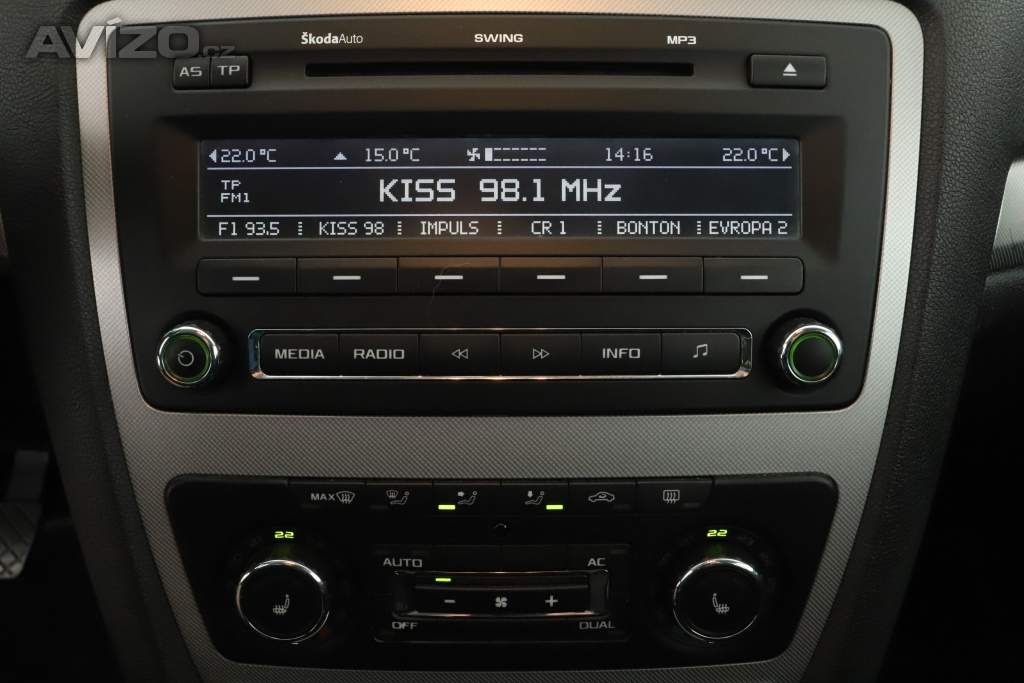 AVÍZO.cz
ŠkodaAuto SWING MP3
AS TP
22.0°C 15.0°C 14:16 22.0°C
TP
FM1
KISS 98.1 MHz
F1 93.5 KISS 98 IMPULS CR 1 BONTON EVROPA 2
MEDIA RADIO INFO
MAX
22 22
AUTO AC
OFF DUAL